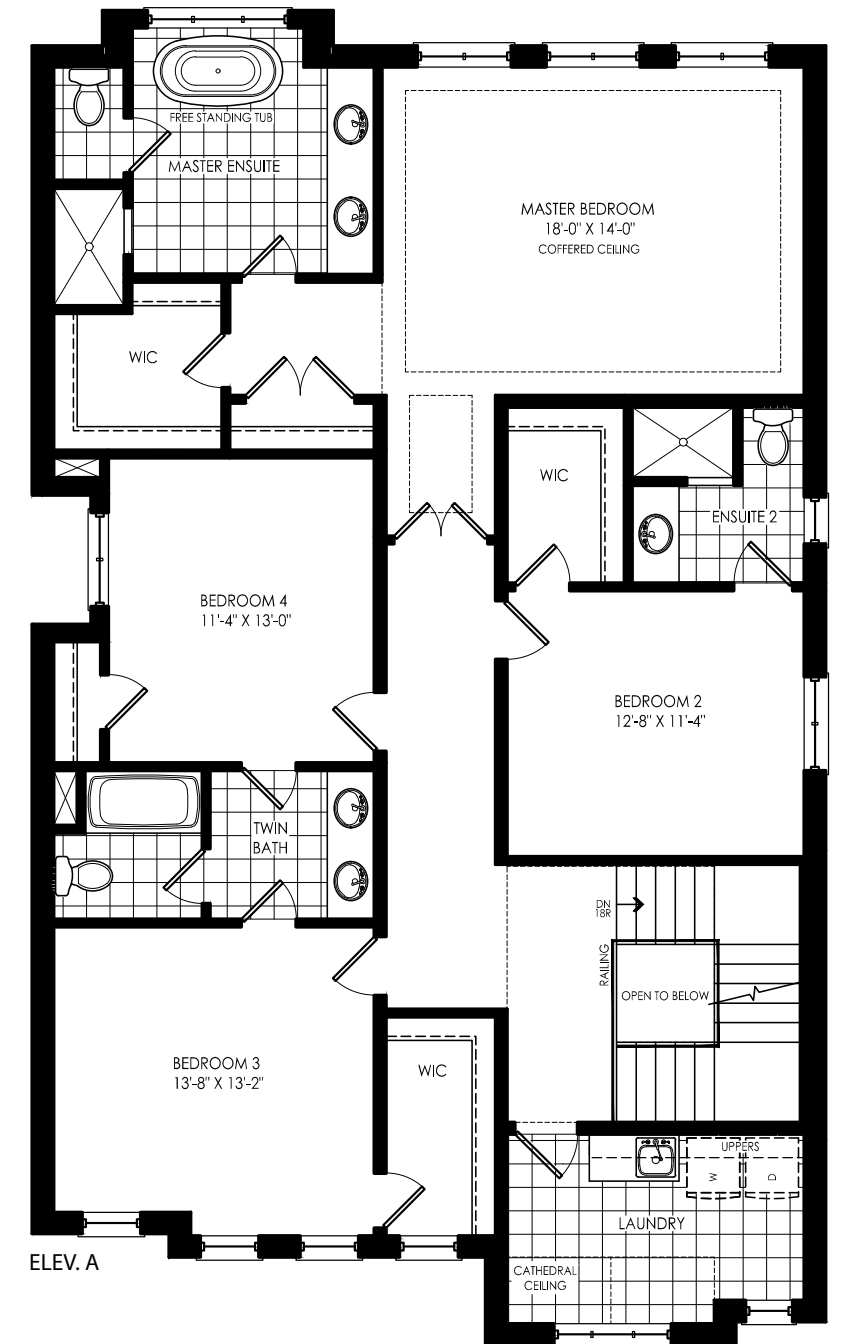 FREE STANDING TUB
MASTER ENSUITE
MASTER BEDROOM
18'-0" X 14'-0"
COFFERED CEILING
WIC
WIC
ENSUITE 2
BEDROOM 4
11'-4" X 13'-0"
BEDROOM 2
12'-8" X 11'-4"
TWIN
BATH
DN
18R
RAILING
OPEN TO BELOW
BEDROOM 3
13'-8" X 13'-2"
WIC
UPPERS
W
D
LAUNDRY
CATHEDRAL
CEILING
ELEV. A